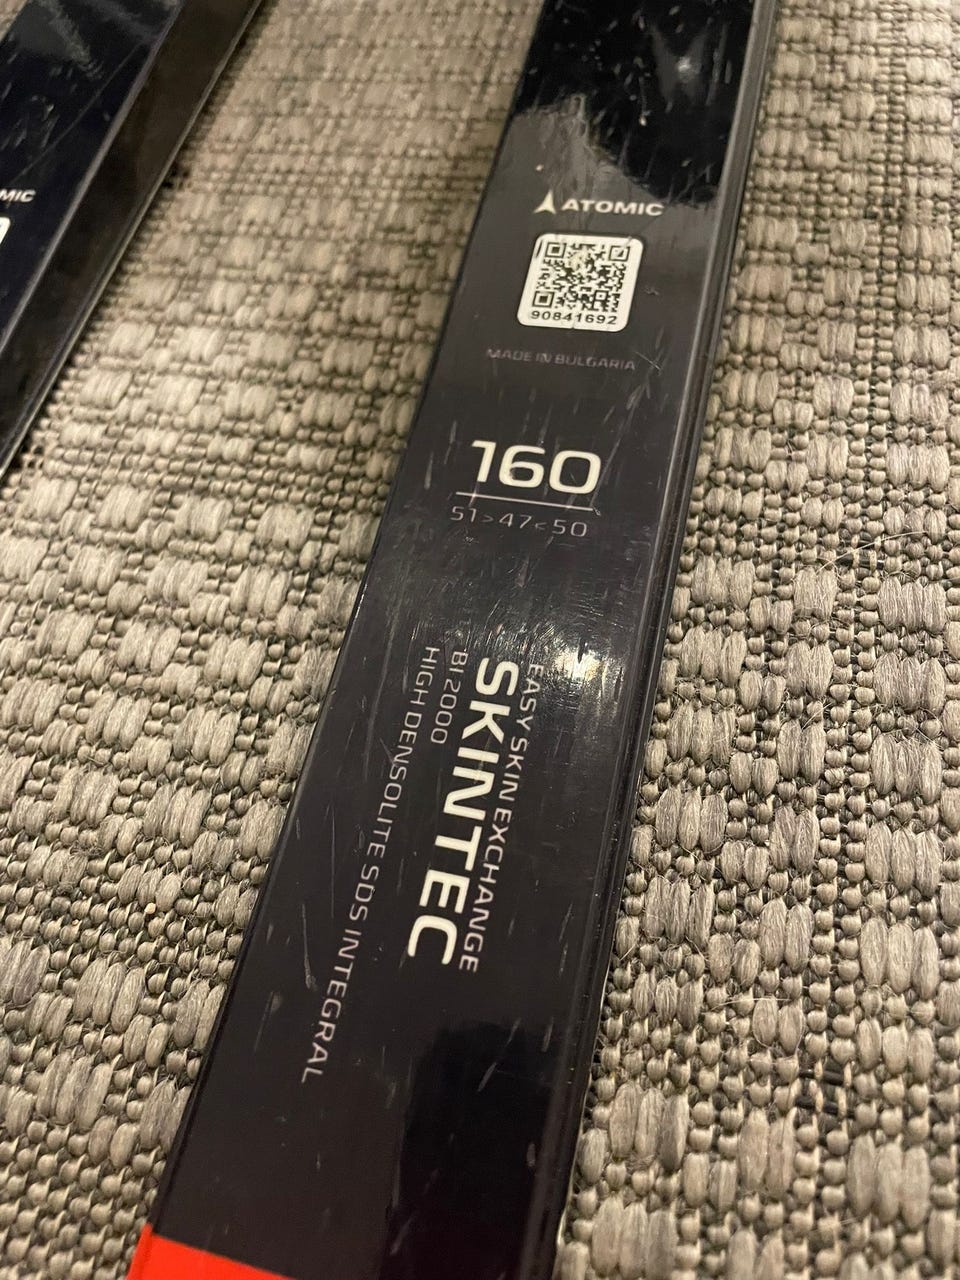 MIC
ATOMIC
90841692
MADE IN BULGARIA
160
51>47<50
EASY SKIN EXCHANGE
SKINTEC
BI 2000
HIGH DENSOLITE SDS INTEGRAL